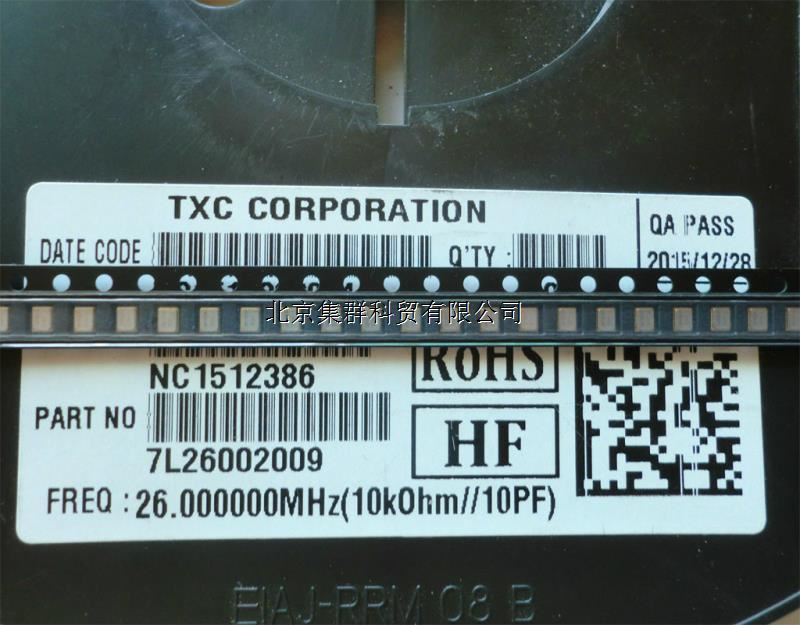 TXC CORPORATION
DATE CODE
Q'TY :
QA PASS
2015/12/28
北京集群科贸有限公司
NC1512386
RoHS
PART NO
7L26002009
HF
FREQ : 26.000000MHz(10kOhm//10PF)
EIAJ-RRM 08 B